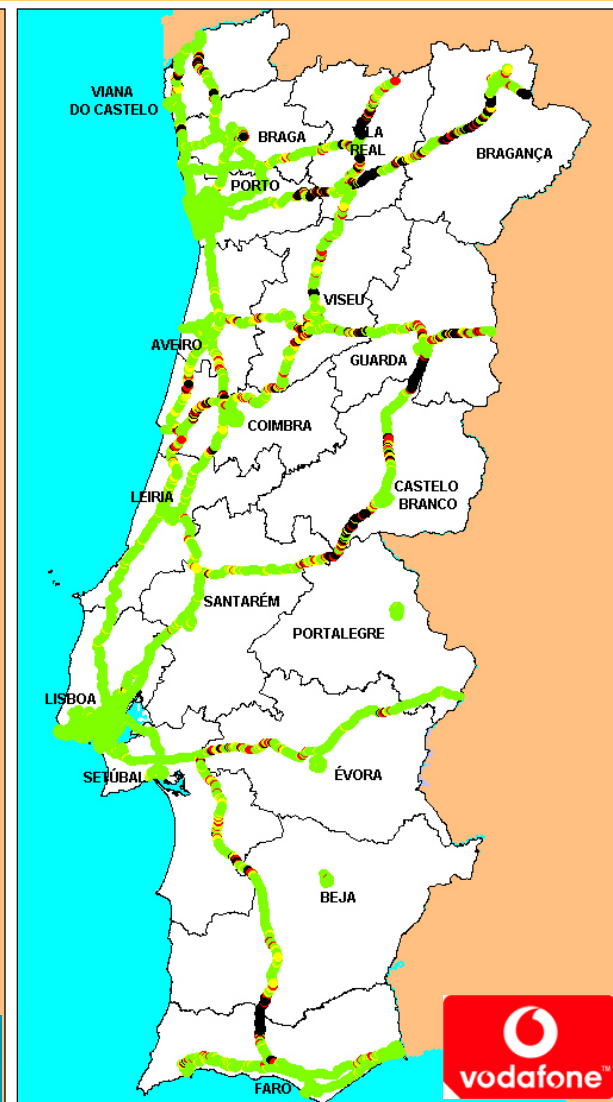 VIANA
DO CASTELO
BRAGA
REAL
BRAGANÇA
PORTO
VISEU
AVEIRO
GUARDA
COIMBRA
CASTELO
BRANCO
LEIRIA
SANTARÉM
PORTALEGRE
LISBOA
SETÚBAL
ÉVORA
BEJA
FARO
vodafone™